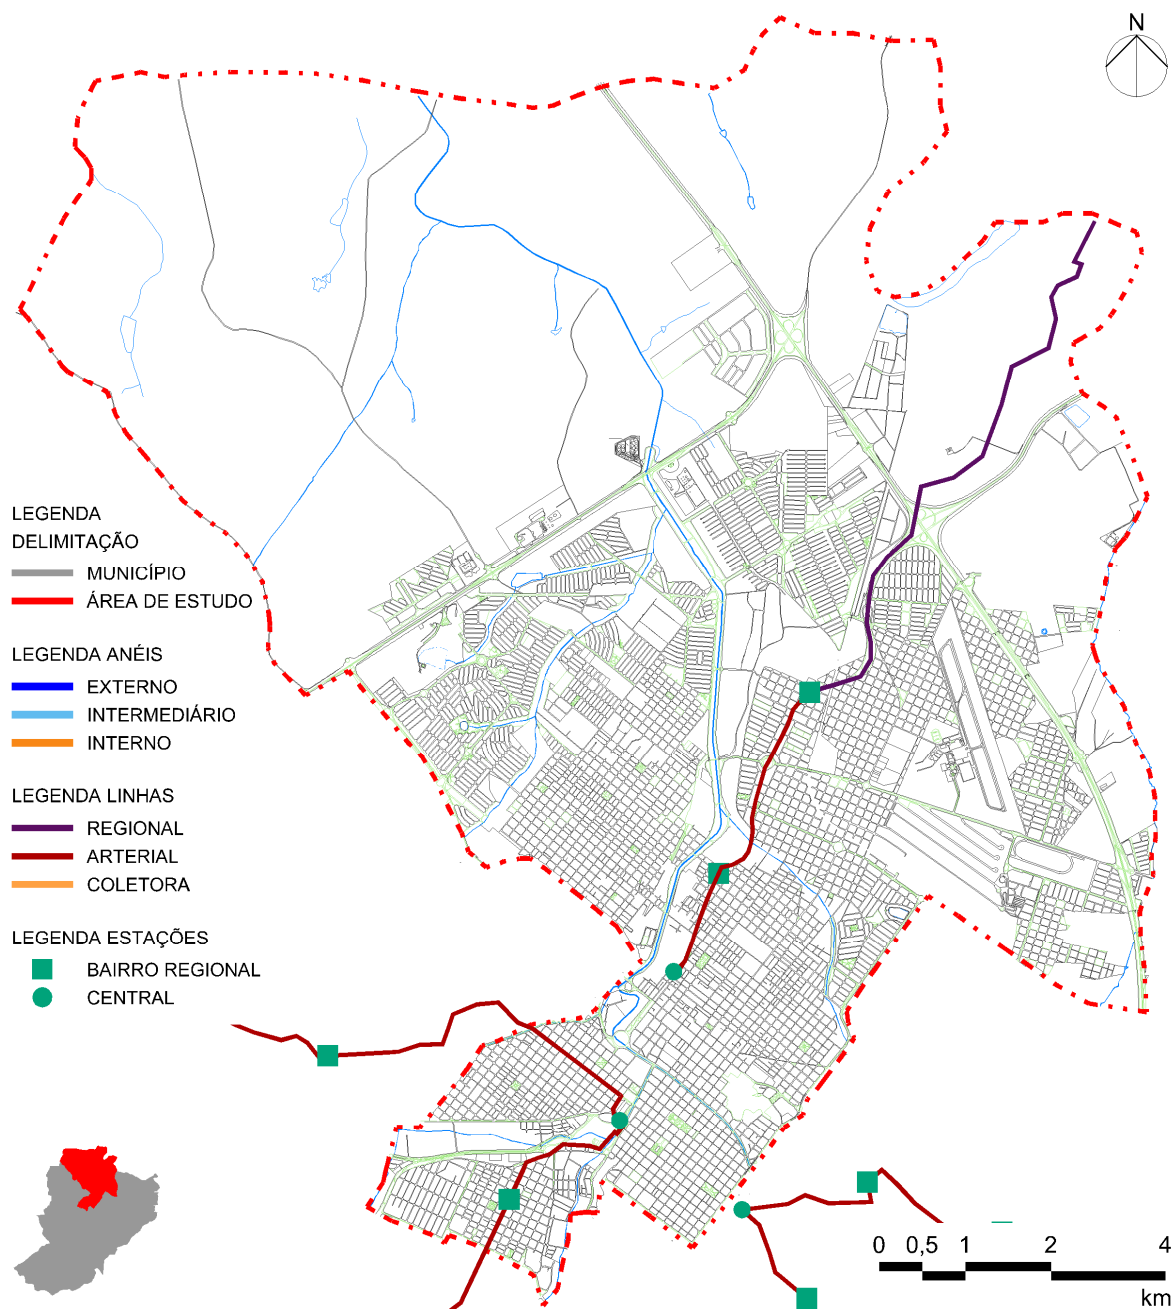 N
LEGENDA
DELIMITAÇÃO
MUNICÍPIO
ÁREA DE ESTUDO
LEGENDA ANÉIS
EXTERNO
INTERMEDIÁRIO
INTERNO
LEGENDA LINHAS
REGIONAL
ARTERIAL
COLETORA
LEGENDA ESTAÇÕES
BAIRRO REGIONAL
CENTRAL
0 0,5 1 2 4
km